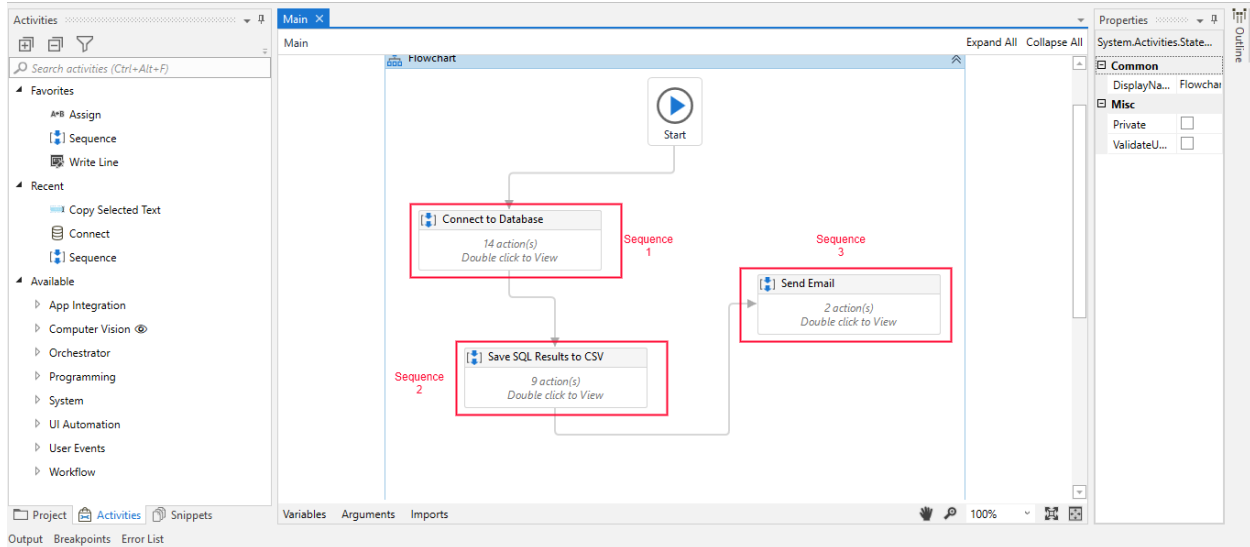 Activities
Search activities (Ctrl+Alt+F)
Favorites
A*B Assign
Sequence
Write Line
Recent
Copy Selected Text
Connect
Sequence
Available
App Integration
Computer Vision
Orchestrator
Programming
System
UI Automation
User Events
Workflow
Project Activities Snippets
Output Breakpoints Error List
Main
Main Expand All Collapse All
Flowchart
Start
Connect to Database
14 action(s)
Double click to View
Sequence
1
Save SQL Results to CSV
9 action(s)
Double click to View
Sequence
2
Sequence
3
Send Email
2 action(s)
Double click to View
Variables Arguments Imports 100%
Properties
System.Activities.State...
Common
DisplayNa... Flowchar
Misc
Private
ValidateU...
Outline